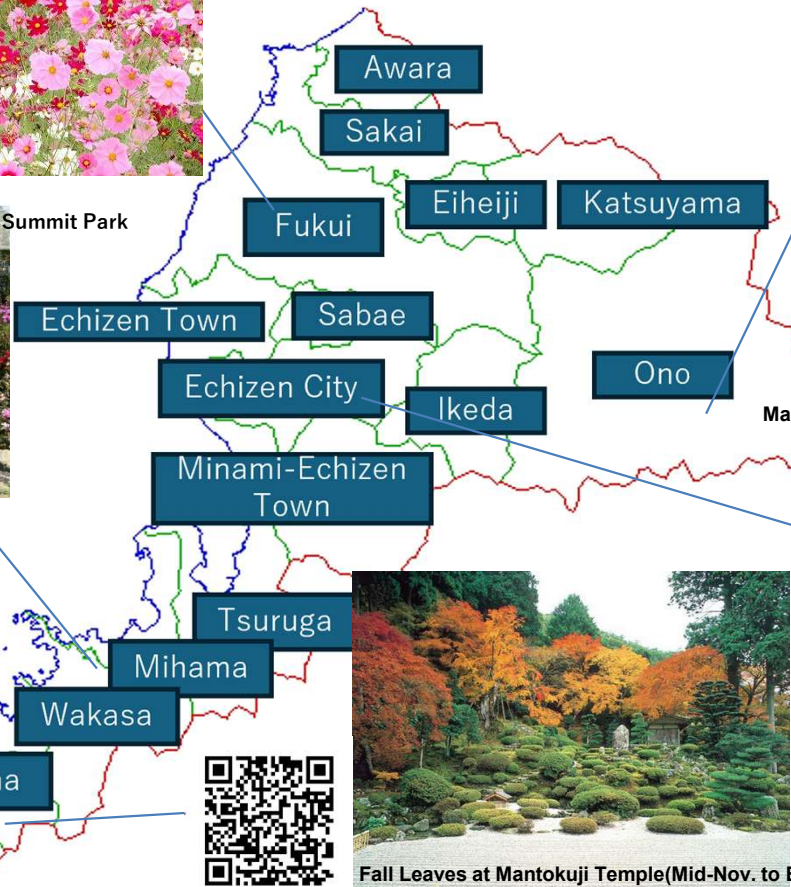 Awara
Sakai
Eiheiji
Katsuyama
Summit Park
Fukui
Echizen Town
Sabae
Echizen City
Ono
Ikeda
Ma
Minami-Echizen
Town
Tsuruga
Mihama
Wakasa
a
Fall Leaves at Mantokuji Temple(Mid-Nov. to E